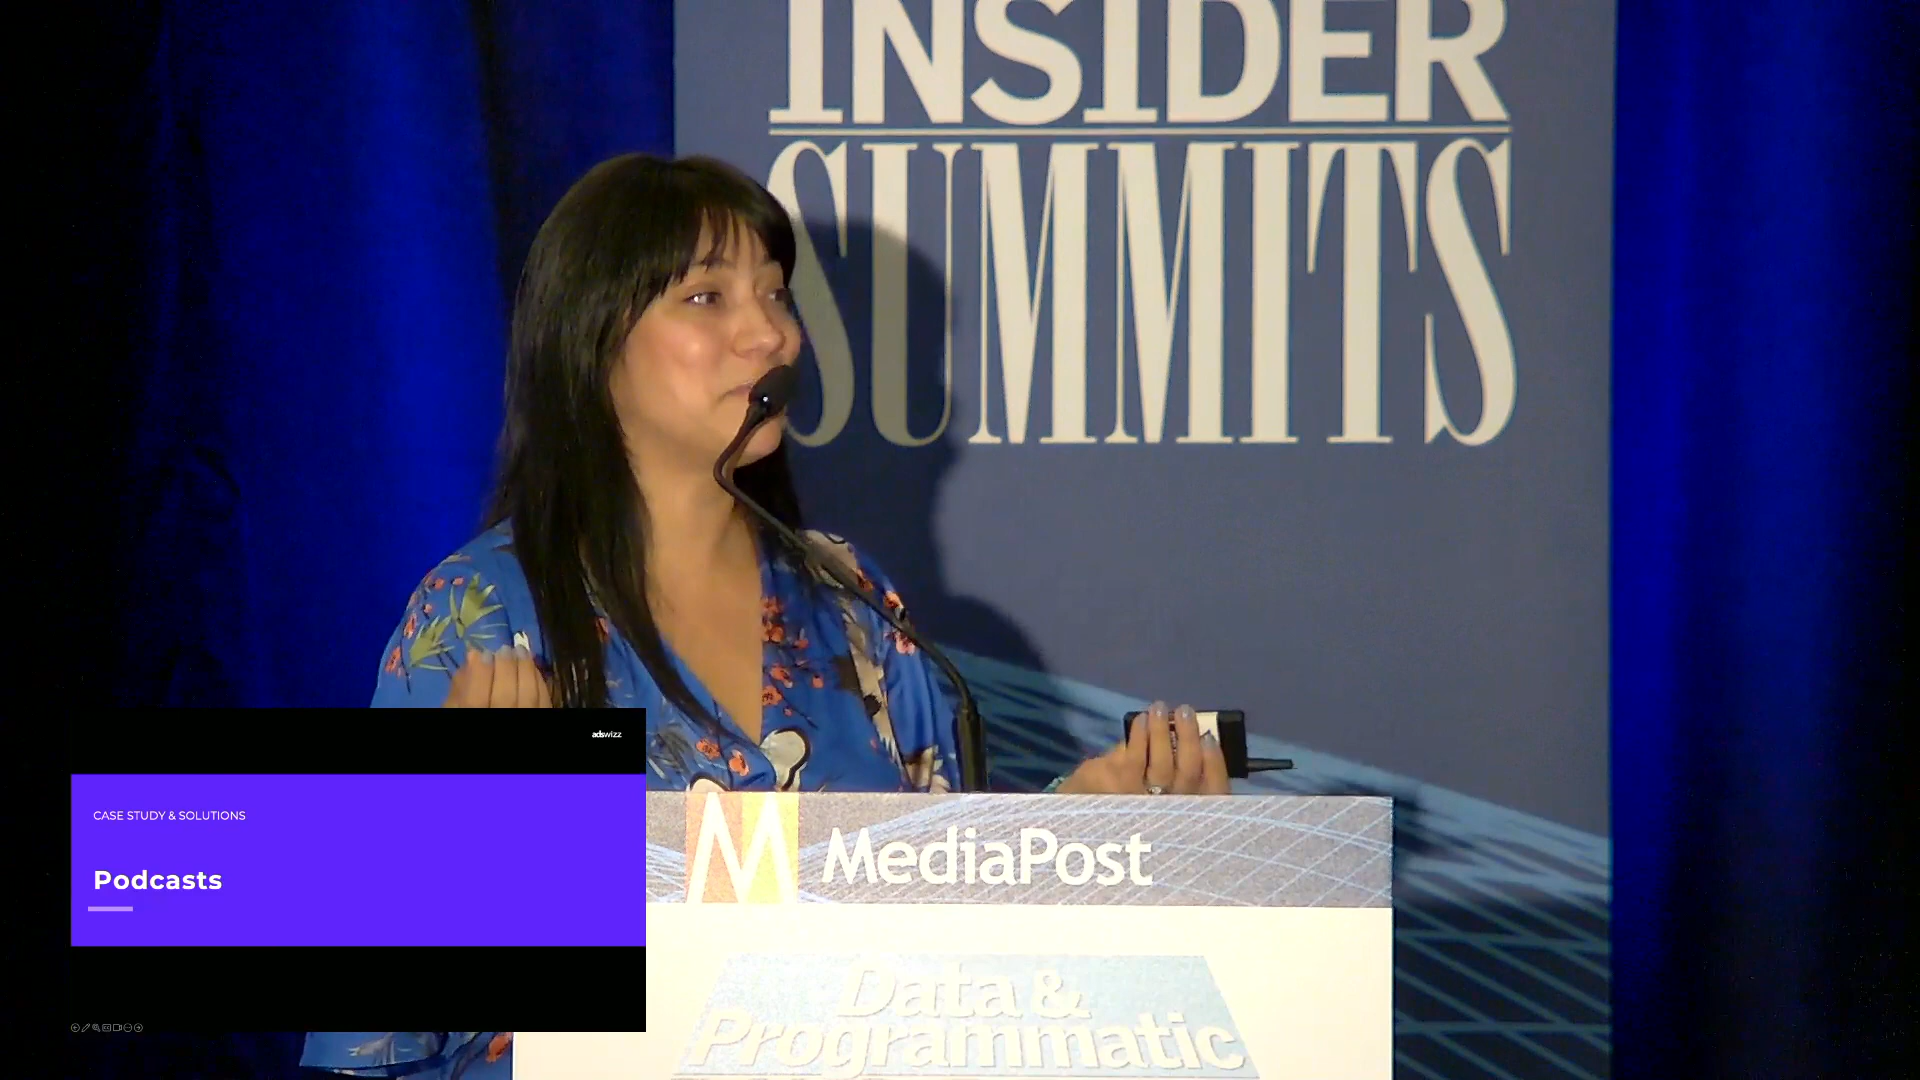 INSIDER
SUMMITS
adswizz
CASE STUDY & SOLUTIONS
Podcasts
M MediaPost
Data &
Programmatic